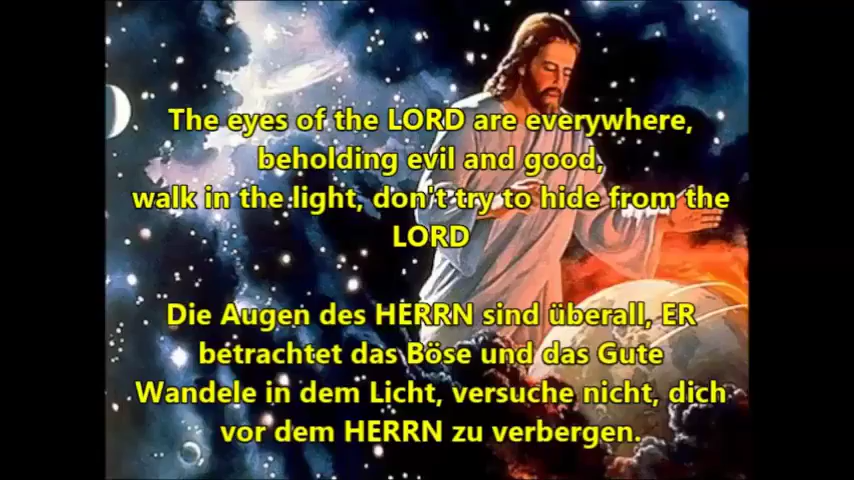 The eyes of the LORD are everywhere,
beholding evil and good,
walk in the light, don't try to hide from the
LORD
Die Augen des HERRN sind überall, ER
betrachtet das Böse und das Gute
Wandele in dem Licht, versuche nicht, dich
vor dem HERRN zu verbergen.